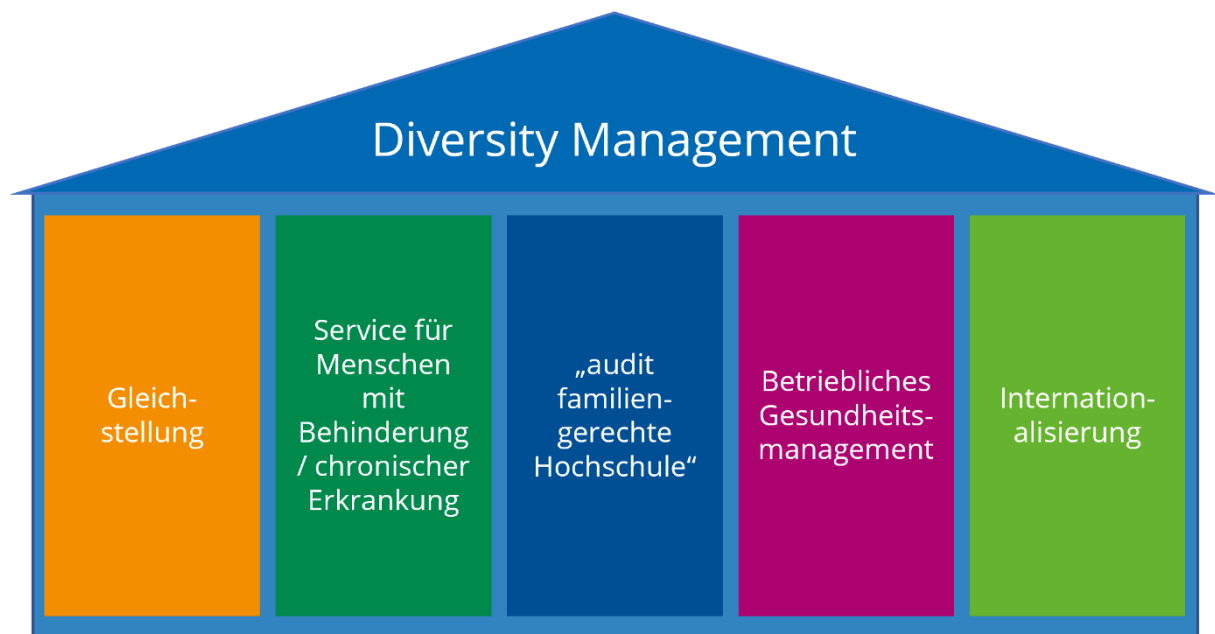 Diversity Management
Gleich-
stellung
Service für
Menschen
mit
Behinderung
/ chronischer
Erkrankung
„audit
familien-
gerechte
Hochschule“
Betriebliches
Gesundheits-
management
Internation-
alisierung